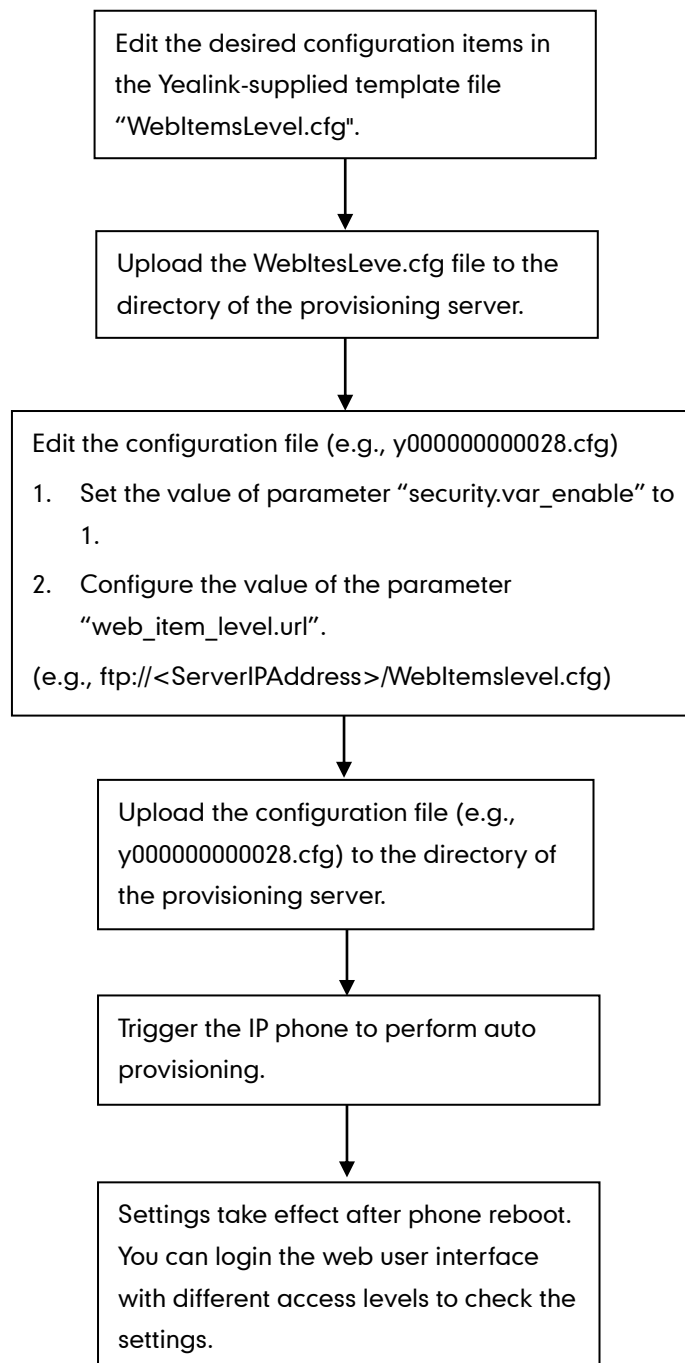 Edit the desired configuration items in
the Yealink-supplied template file
“WebItemsLevel.cfg".
Upload the WebItesLeve.cfg file to the
directory of the provisioning server.
Edit the configuration file (e.g., y000000000028.cfg)
1. Set the value of parameter “security.var_enable” to
1.
2. Configure the value of the parameter
“web_item_level.url”.
(e.g., ftp://<ServerIPAddress>/WebItemslevel.cfg)
Upload the configuration file (e.g.,
y000000000028.cfg) to the directory of
the provisioning server.
Trigger the IP phone to perform auto
provisioning.
Settings take effect after phone reboot.
You can login the web user interface
with different access levels to check the
settings.